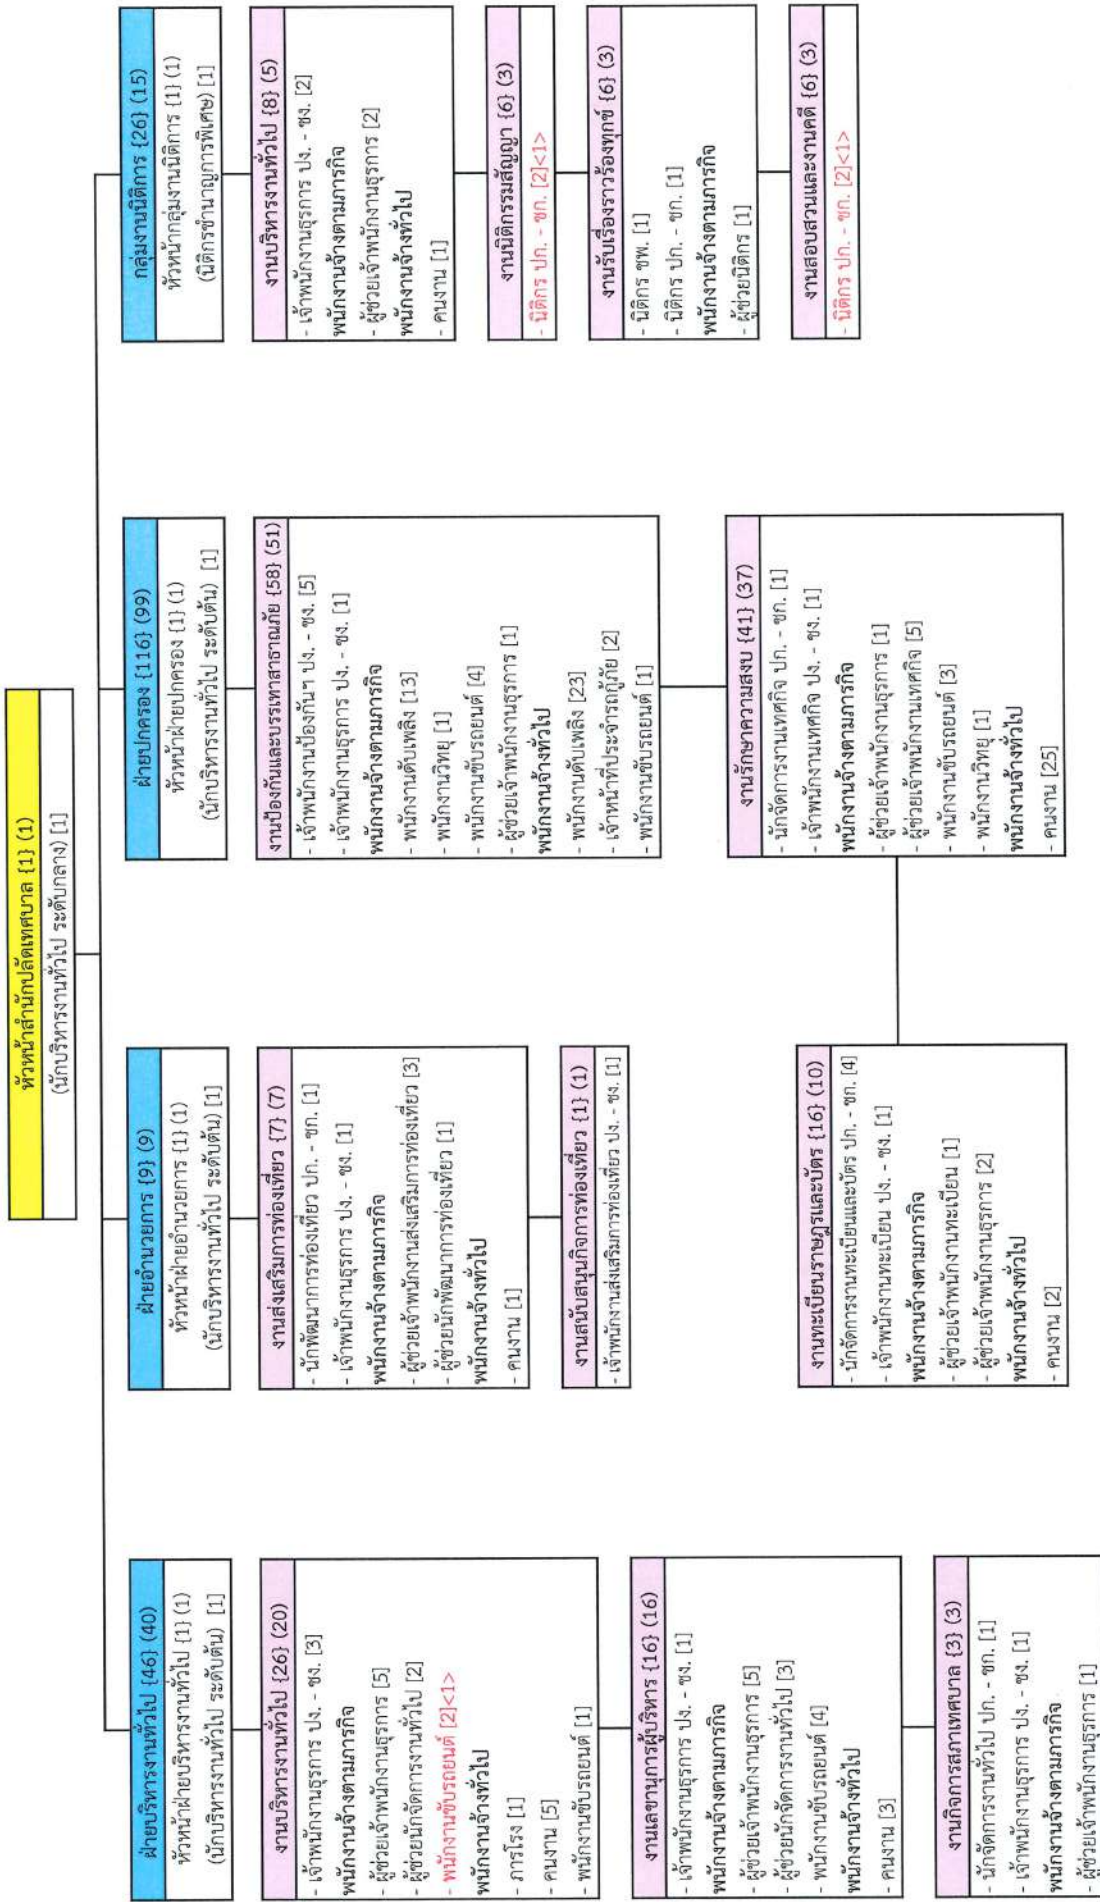 หัวหน้าสำนักปลัดเทศบาล {1} (1)
(นักบริหารงานทั่วไป ระดับกลาง) [1]
ฝ่ายบริหารงานทั่วไป {46} (40)
หัวหน้าฝ่ายบริหารงานทั่วไป {1} (1)
(นักบริหารงานทั่วไป ระดับต้น) [1]
งานบริหารงานทั่วไป {26} (20)
- เจ้าพนักงานธุรการ ปง. - ชง. [3]
พนักงานจ้างตามภารกิจ
- ผู้ช่วยเจ้าพนักงานธุรการ [5]
- ผู้ช่วยนักจัดการงานทั่วไป [2]
- พนักงานขับรถยนต์ [2]<1>
พนักงานจ้างทั่วไป
- ภารโรง [1]
- คนงาน [5]
- พนักงานขับรถยนต์ [1]
งานเลขานุการผู้บริหาร {16} (16)
- เจ้าพนักงานธุรการ ปง. - ชง. [1]
พนักงานจ้างตามภารกิจ
- ผู้ช่วยเจ้าพนักงานธุรการ [5]
- ผู้ช่วยนักจัดการงานทั่วไป [3]
- พนักงานขับรถยนต์ [4]
พนักงานจ้างทั่วไป
- คนงาน [3]
งานกิจการสภาเทศบาล {3} (3)
- นักจัดการงานทั่วไป ปก. - ชก. [1]
- เจ้าพนักงานธุรการ ปง. - ชง. [1]
พนักงานจ้างตามภารกิจ
- ผู้ช่วยเจ้าพนักงานธุรการ [1]
ฝ่ายอำนวยการ {9} (9)
หัวหน้าฝ่ายอำนวยการ {1} (1)
(นักบริหารงานทั่วไป ระดับต้น) [1]
งานส่งเสริมการท่องเที่ยว {7} (7)
- นักพัฒนาการท่องเที่ยว ปก. - ชก. [1]
- เจ้าพนักงานธุรการ ปง. - ชง. [1]
พนักงานจ้างตามภารกิจ
- ผู้ช่วยเจ้าพนักงานส่งเสริมการท่องเที่ยว [3]
- ผู้ช่วยนักพัฒนาการท่องเที่ยว [1]
พนักงานจ้างทั่วไป
- คนงาน [1]
งานสนับสนุนกิจการท่องเที่ยว {1} (1)
- เจ้าพนักงานส่งเสริมการท่องเที่ยว ปง. - ชง. [1]
ฝ่ายปกครอง {116} (99)
หัวหน้าฝ่ายปกครอง {1} (1)
(นักบริหารงานทั่วไป ระดับต้น) [1]
งานป้องกันและบรรเทาสาธาณภัย {58} (51)
- เจ้าพนักงานป้องกันฯ ปง. - ชง. [5]
- เจ้าพนักงานธุรการ ปง. - ชง. [1]
พนักงานจ้างตามภารกิจ
- พนักงานดับเพลิง [13]
- พนักงานวิทยุ [1]
- พนักงานขับรถยนต์ [4]
- ผู้ช่วยเจ้าพนักงานธุรการ [1]
พนักงานจ้างทั่วไป
- พนักงานดับเพลิง [23]
- เจ้าหน้าที่ประจำรถกู้ภัย [2]
- พนักงานขับรถยนต์ [1]
งานรักษาความสงบ {41} (37)
- นักจัดการงานเทศกิจ ปก. - ชก. [1]
- เจ้าพนักงานเทศกิจ ปง. - ชง. [1]
พนักงานจ้างตามภารกิจ
- ผู้ช่วยเจ้าพนักงานธุรการ [1]
- ผู้ช่วยเจ้าพนักงานเทศกิจ [5]
- พนักงานขับรถยนต์ [3]
- พนักงานวิทยุ [1]
พนักงานจ้างทั่วไป
- คนงาน [25]
งานทะเบียนราษฎรและบัตร {16} (10)
- นักจัดการงานทะเบียนและบัตร ปก. - ชก. [4]
- เจ้าพนักงานทะเบียน ปง. - ชง. [1]
พนักงานจ้างตามภารกิจ
- ผู้ช่วยเจ้าพนักงานทะเบียน [1]
- ผู้ช่วยเจ้าพนักงานธุรการ [2]
พนักงานจ้างทั่วไป
- คนงาน [2]
กลุ่มงานนิติการ {26} (15)
หัวหน้ากลุ่มงานนิติการ {1} (1)
(นิติกรชำนาญการพิเศษ) [1]
งานบริหารงานทั่วไป {8} (5)
- เจ้าพนักงานธุรการ ปง. - ชง. [2]
พนักงานจ้างตามภารกิจ
- ผู้ช่วยเจ้าพนักงานธุรการ [2]
พนักงานจ้างทั่วไป
- คนงาน [1]
งานนิติกรรมสัญญา {6} (3)
- นิติกร ปก. - ชก. [2]<1>
งานรับเรื่องราวร้องทุกข์ {6} (3)
- นิติกร ชพ. [1]
- นิติกร ปก. - ชก. [1]
พนักงานจ้างตามภารกิจ
- ผู้ช่วยนิติกร [1]
งานสอบสวนและงานคดี {6} (3)
- นิติกร ปก. - ชก. [2]<1>